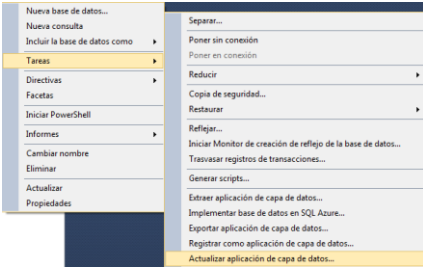 Nueva base de datos...
Nueva consulta
Incluir la base de datos como
Tareas
Directivas
Facetas
Iniciar PowerShell
Informes
Cambiar nombre
Eliminar
Actualizar
Propiedades
Separar...
Poner sin conexión
Poner en conexión
Reducir
Copia de seguridad...
Restaurar
Reflejar...
Iniciar Monitor de creación de reflejo de la base de datos...
Trasvasar registros de transacciones...
Generar scripts...
Extraer aplicación de capa de datos...
Implementar base de datos en SQL Azure...
Exportar aplicación de capa de datos...
Registrar como aplicación de capa de datos...
Actualizar aplicación de capa de datos...